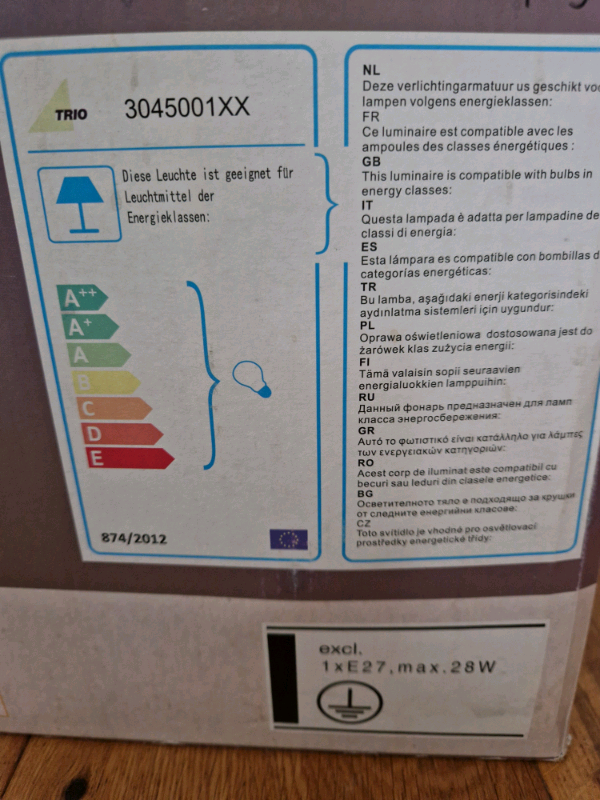 TRIO 3045001XX
Diese Leuchte ist geeignet für
Leuchtmittel der
Energieklassen:
A++
A+
A
B
C
D
E
874/2012
NL
Deze verlichtingarmatuur us geschikt voo
lampen volgens energieklassen:
FR
Ce luminaire est compatible avec les
ampoules des classes énergétiques :
GB
This luminaire is compatible with bulbs in
energy classes:
IT
Questa lampada è adatta per lampadine de
classi di energia:
ES
Esta lámpara es compatible con bombillas d
categorías energéticas:
TR
Bu lamba, aşağıdaki enerji kategorisindeki
aydınlatma sistemleri için uygundur:
PL
Oprawa oświetleniowa dostosowana jest do
żarówek klas zużycia energii:
FI
Tämä valaisin sopii seuraavien
energialuokkien lamppuihin:
RU
Данный фонарь предназначен для ламп
класса энергосбережения:
GR
Αυτό το φωτιστικό είναι κατάλληλο για λάμπες
των ενεργειακών κατηγοριών:
RO
Acest corp de iluminat este compatibil cu
becuri sau leduri din clasele energetice:
BG
Осветителното тяло е подходящо за крушки
от следните енергийни класове:
CZ
Toto svítidlo je vhodné pro osvětlovací
prostředky energetické třídy:
excl.
1xE27, max. 28W